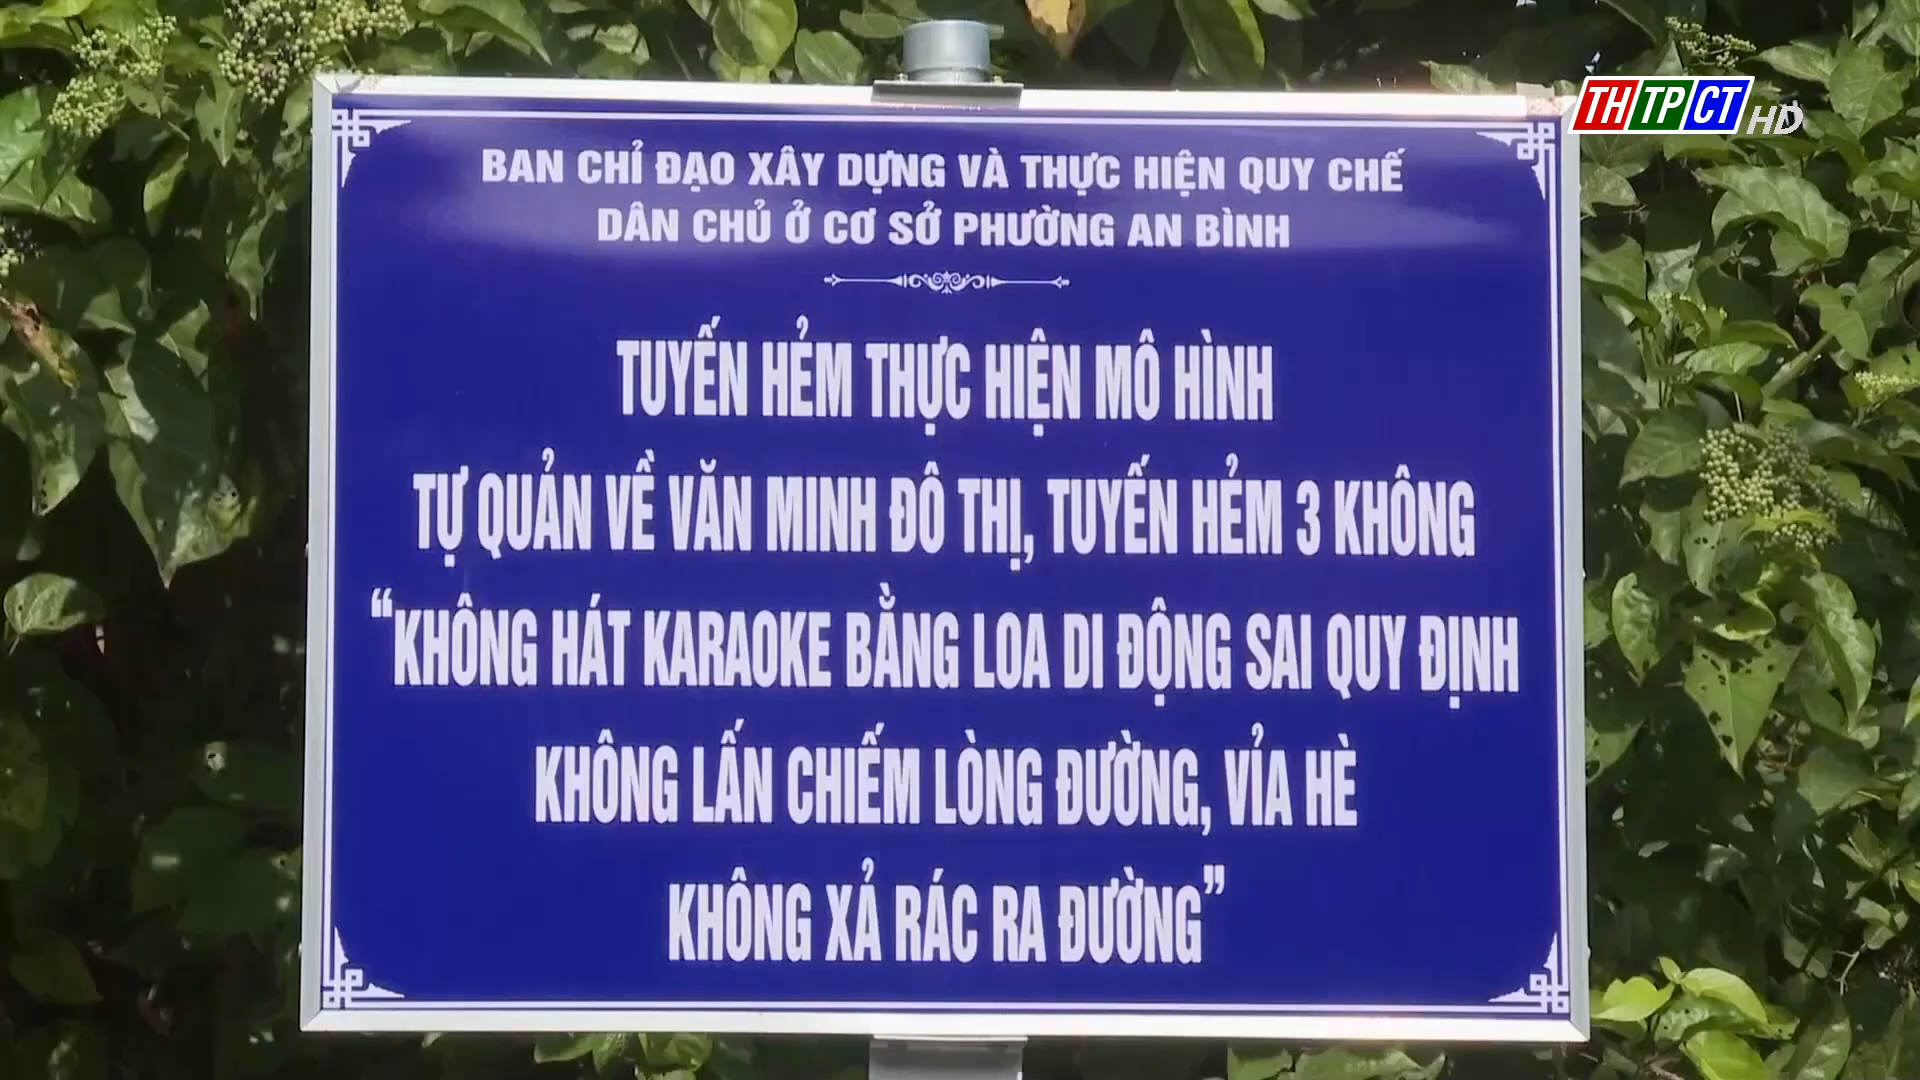 THTPCT HD
BAN CHỈ ĐẠO XÂY DỰNG VÀ THỰC HIỆN QUY CHẾ
DÂN CHỦ Ở CƠ SỞ PHƯỜNG AN BÌNH
TUYẾN HẺM THỰC HIỆN MÔ HÌNH
TỰ QUẢN VỀ VĂN MINH ĐÔ THỊ, TUYẾN HẺM 3 KHÔNG
“KHÔNG HÁT KARAOKE BẰNG LOA DI ĐỘNG SAI QUY ĐỊNH
KHÔNG LẤN CHIẾM LÒNG ĐƯỜNG, VỈA HÈ
KHÔNG XẢ RÁC RA ĐƯỜNG”